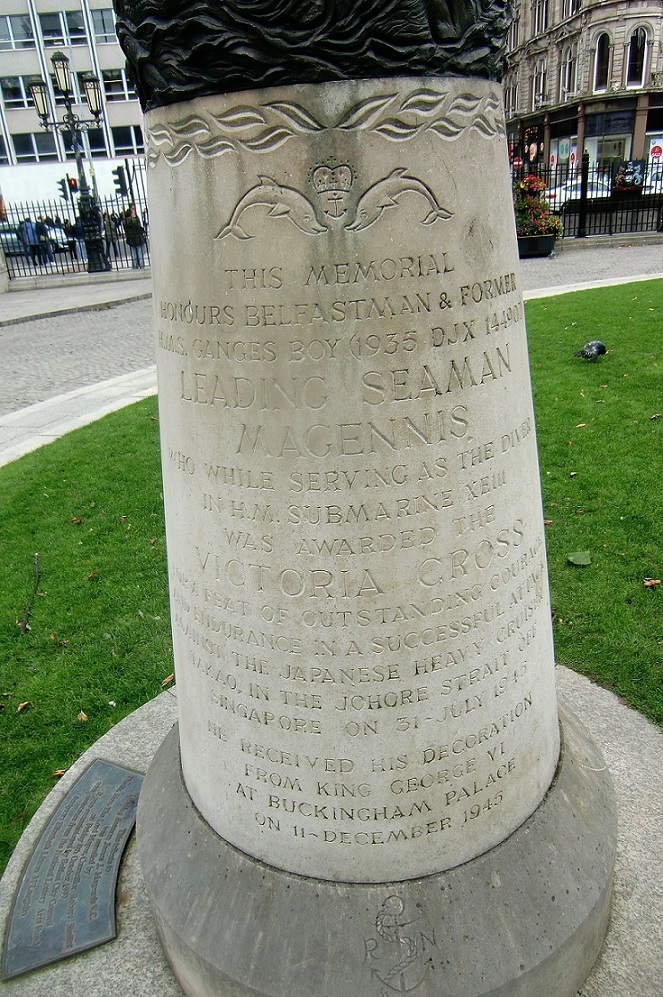 THIS MEMORIAL
HONOURS BELFASTMAN & FORMER
H.M.S. GANGES BOY (1935 DJX 144907)
LEADING SEAMAN
MAGENNIS
WHO WHILE SERVING AS THE DIVER
IN H.M. SUBMARINE XEIII
WAS AWARDED THE
VICTORIA CROSS
FOR A FEAT OF OUTSTANDING COURAGE
AND ENDURANCE IN A SUCCESSFUL ATTACK
AGAINST THE JAPANESE HEAVY CRUISER
TAKAO, IN THE JOHORE STRAIT OFF
SINGAPORE ON 31-JULY 1945
HE RECEIVED HIS DECORATION
FROM KING GEORGE VI
AT BUCKINGHAM PALACE
ON 11-DECEMBER 1945
R N